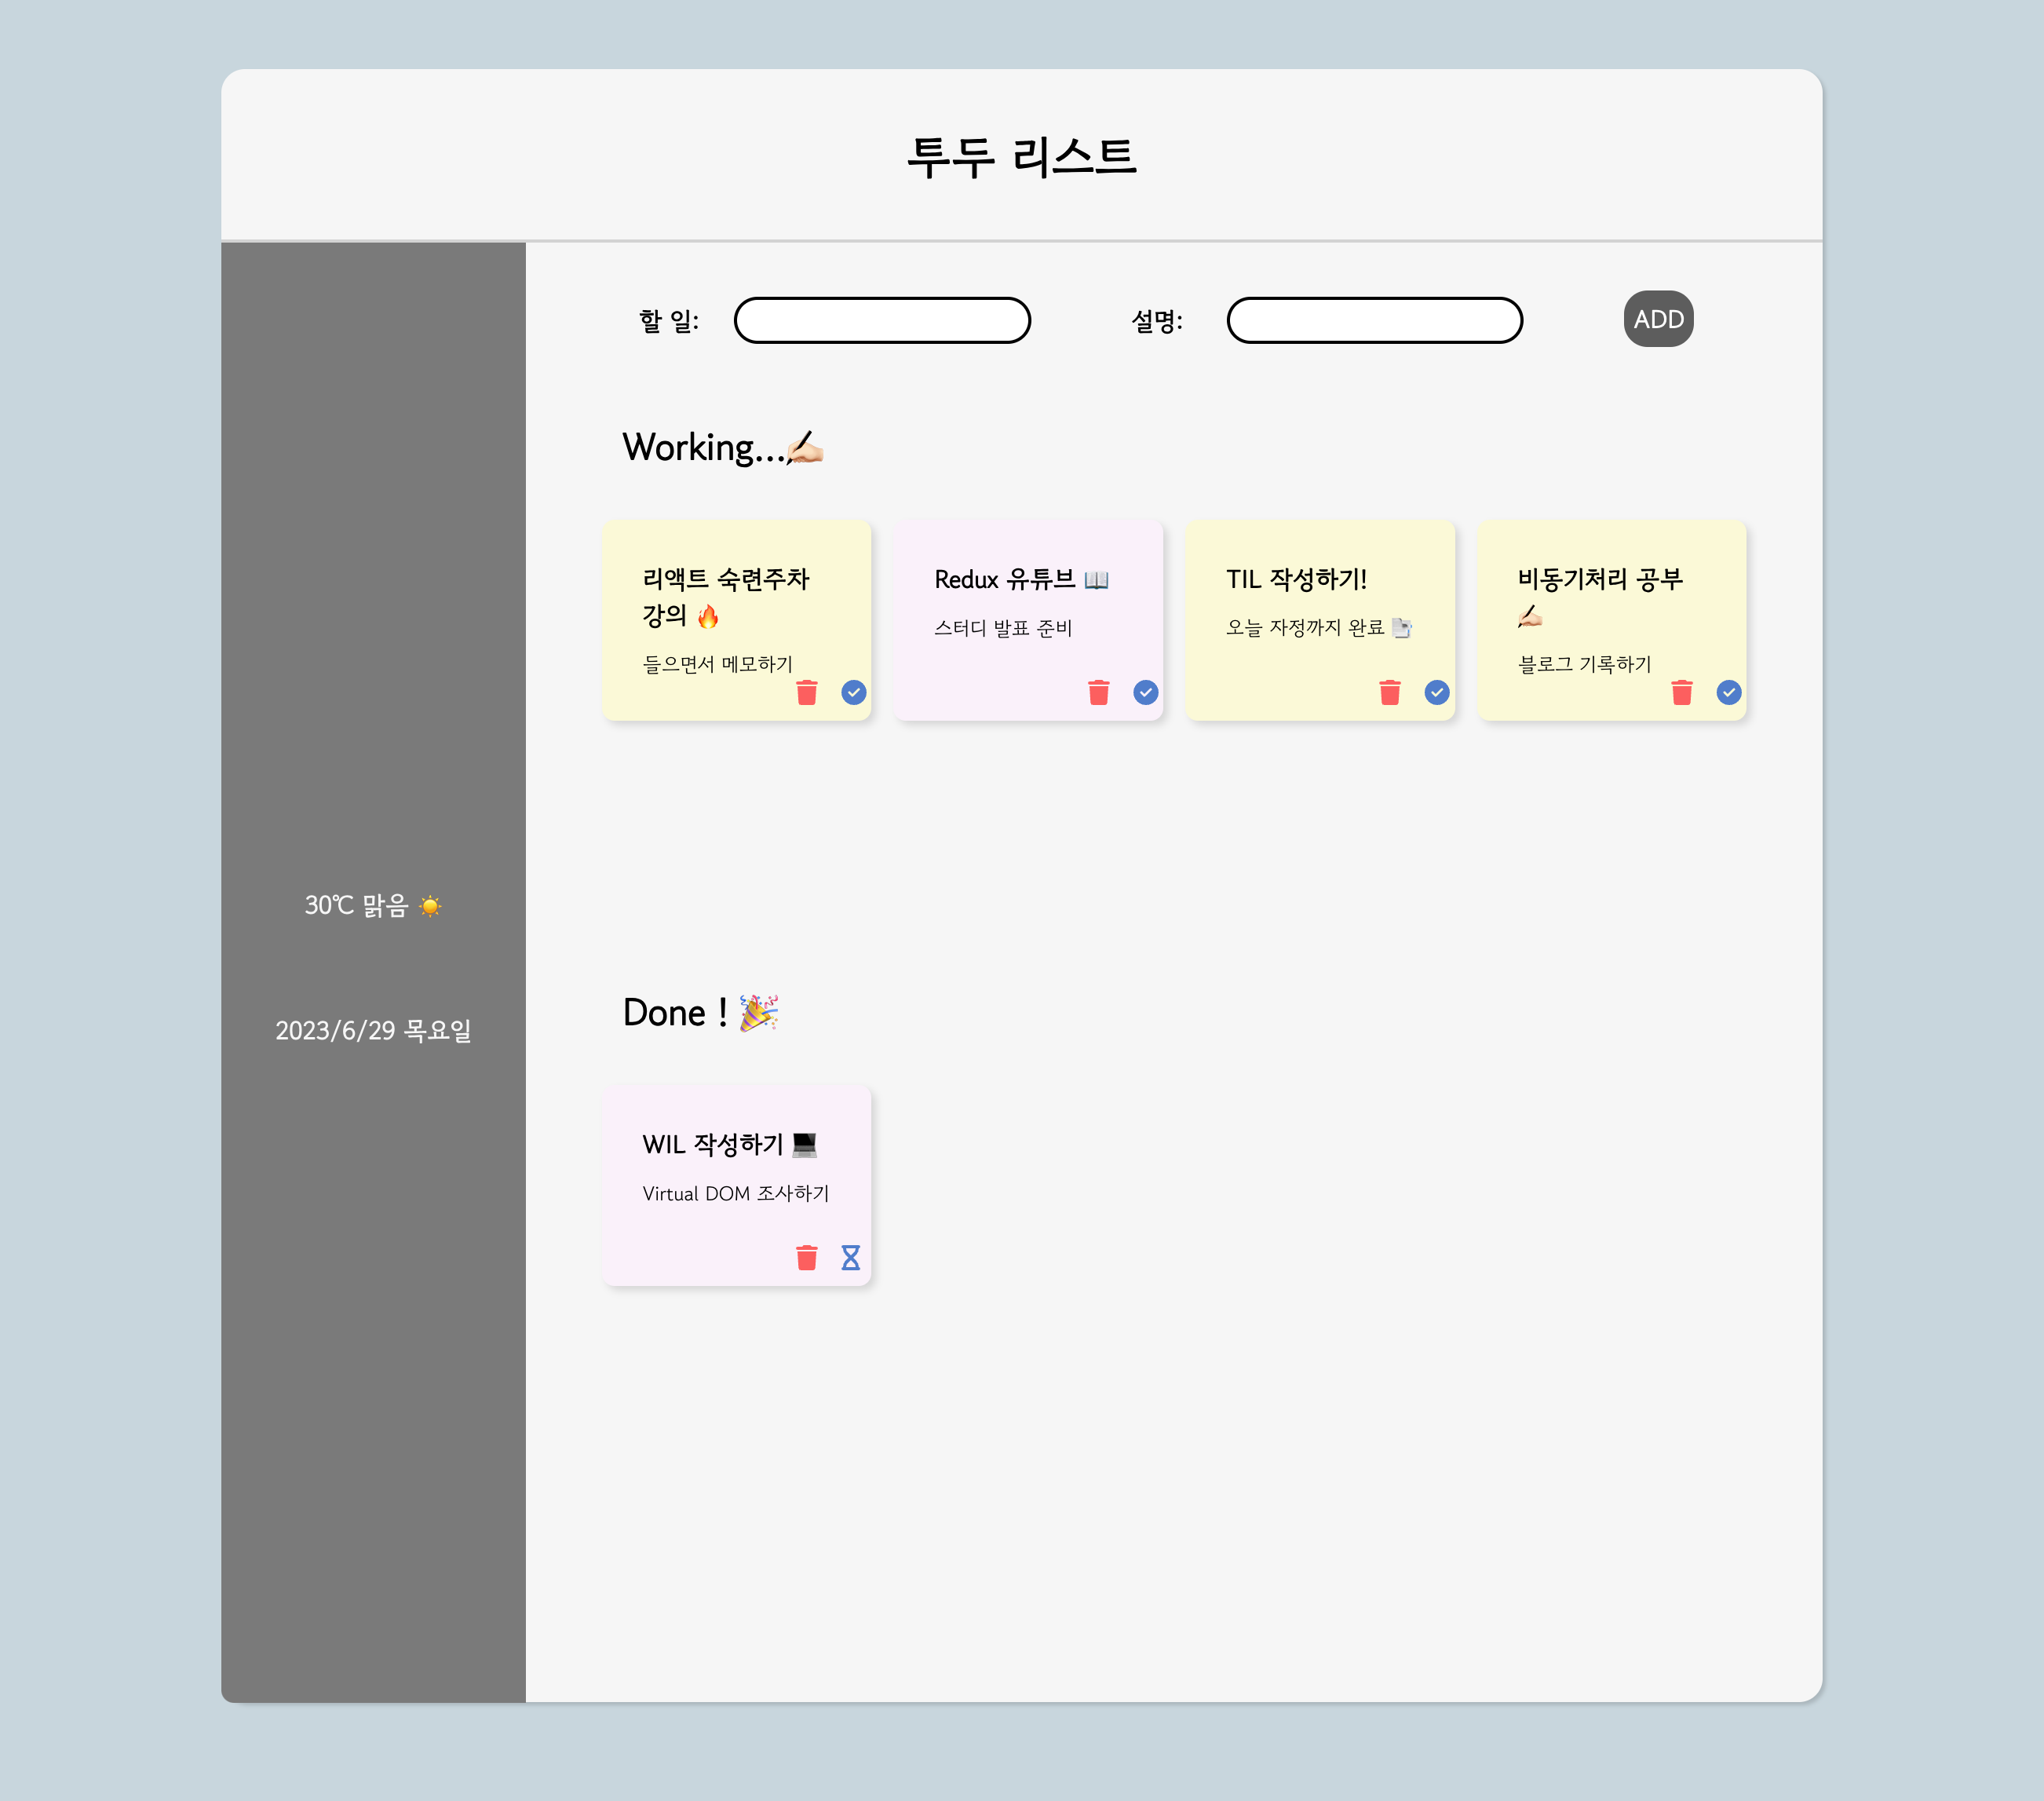 투두 리스트
할 일:
설명:
ADD
Working...✍🏻
리액트 숙련주차
강의 🔥
들으면서 메모하기
Redux 유튜브 📖
스터디 발표 준비
TIL 작성하기!
오늘 자정까지 완료 📑
비동기처리 공부
✍🏻
블로그 기록하기
30℃ 맑음 ☀️
2023/6/29 목요일
Done ! 🎉
WIL 작성하기 💻
Virtual DOM 조사하기